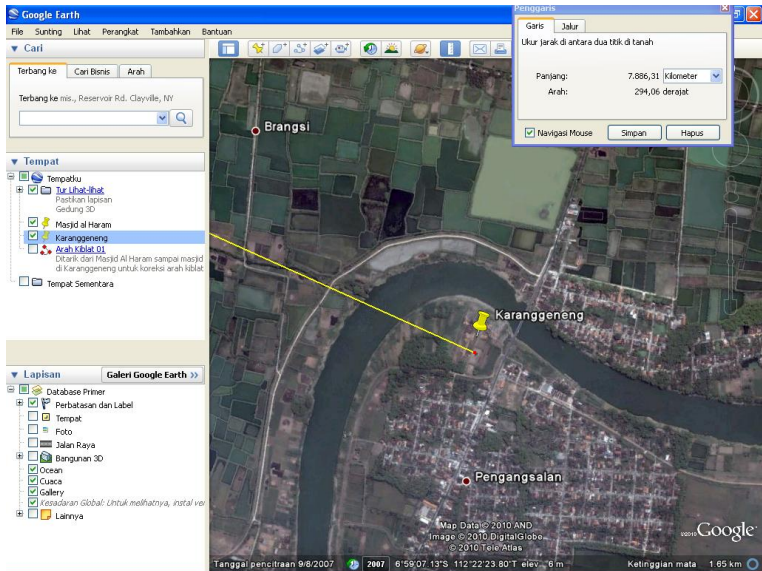 Google Earth
File Sunting Lihat Perangkat Tambahkan Bantuan
Cari
Terbang ke Cari Bisnis Arah
Terbang ke mis., Reservoir Rd. Clayville, NY
Tempat
Tempatku
Tur Lihat-lihat
Pastikan lapisan
Gedung 3D
Masjid al Haram
Karanggeneng
Arah Kiblat 01
Ditarik dari Masjid Al Haram sampai masjid
di Karanggeneng untuk koreksi arah kiblat
Tempat Sementara
Lapisan Galeri Google Earth >>
Database Primer
Perbatasan dan Label
Tempat
Foto
Jalan Raya
Bangunan 3D
Ocean
Cuaca
Gallery
Kesadaran Global: Untuk melihatnya, instal ver
Lainnya
Penggaris
Garis Jalur
Ukur jarak di antara dua titik di tanah
Panjang: 7.886,31 Kilometer
Arah: 294,06 derajat
Navigasi Mouse Simpan Hapus
Brangsi
Karanggeneng
Pengangsalan
Map Data © 2010 AND
Image © 2010 DigitalGlobe
© 2010 Tele Atlas
©2010 Google
Tanggal pencitraan 9/8/2007 2007 6°59'07.13"S 112°22'23.80"T elev 6 m Ketinggian mata 1.65 km